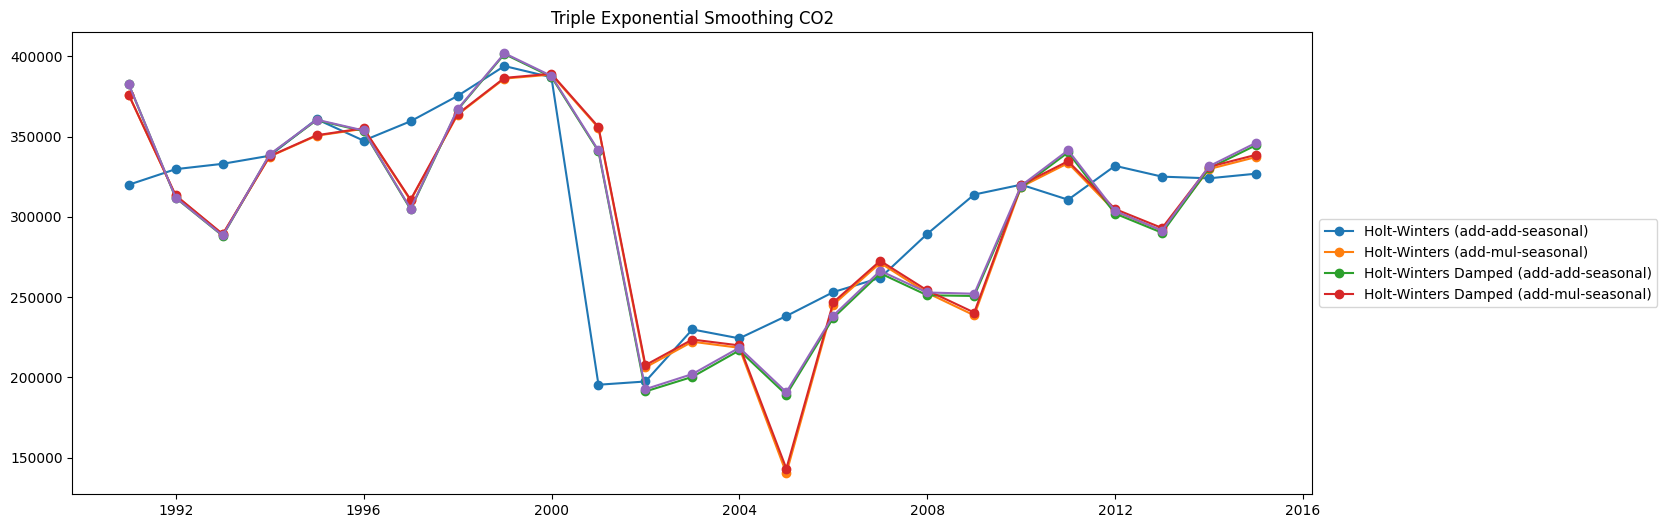 Triple Exponential Smoothing CO2
400000
350000
300000
250000
200000
150000
1992 1996 2000 2004 2008 2012 2016
Holt-Winters (add-add-seasonal)
Holt-Winters (add-mul-seasonal)
Holt-Winters Damped (add-add-seasonal)
Holt-Winters Damped (add-mul-seasonal)